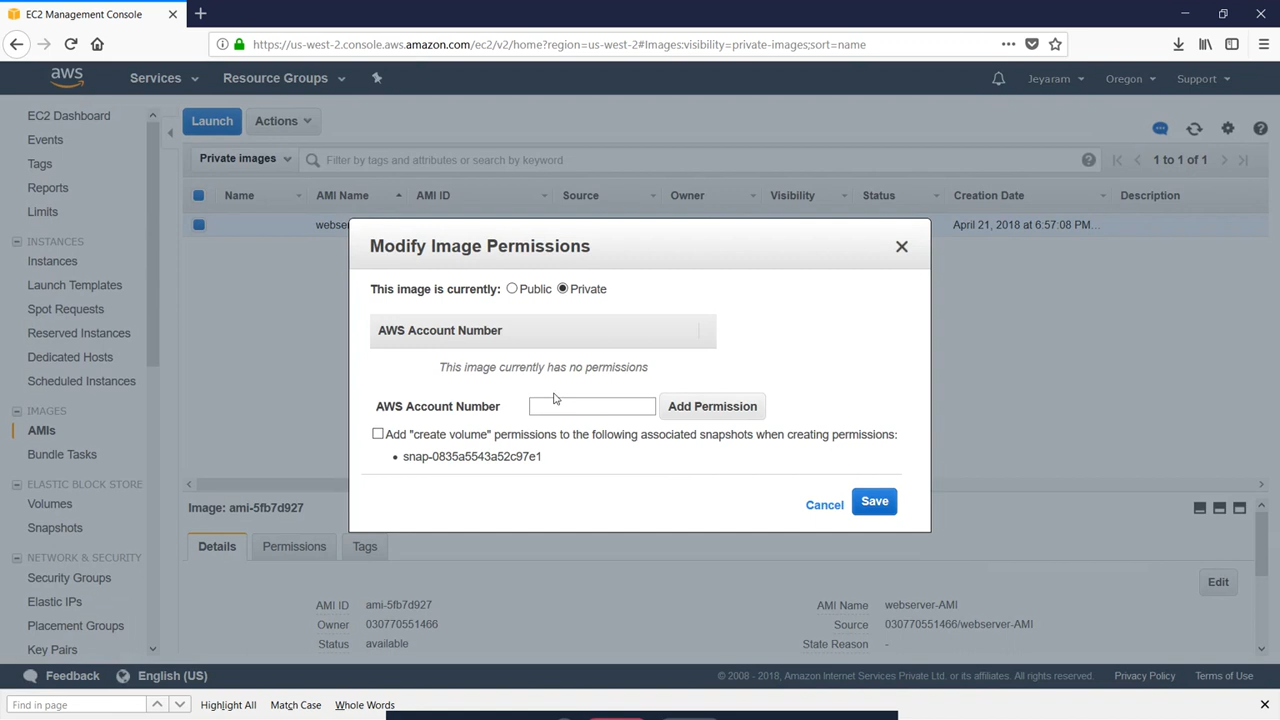 EC2 Management Console
https://us-west-2.console.aws.amazon.com/ec2/v2/home?region=us-west-2#Images:visibility=private-images;sort=name
aws
Services
Resource Groups
Jeyaram
Oregon
Support
EC2 Dashboard
Events
Tags
Reports
Limits
INSTANCES
Instances
Launch Templates
Spot Requests
Reserved Instances
Dedicated Hosts
Scheduled Instances
IMAGES
AMIs
Bundle Tasks
ELASTIC BLOCK STORE
Volumes
Snapshots
NETWORK & SECURITY
Security Groups
Elastic IPs
Placement Groups
Key Pairs
Launch
Actions
Private images
Filter by tags and attributes or search by keyword
1 to 1 of 1
Name AMI Name AMI ID Source Owner Visibility Status Creation Date Description
webser April 21, 2018 at 6:57:08 PM...
Modify Image Permissions
This image is currently: Public Private
AWS Account Number
This image currently has no permissions
AWS Account Number Add Permission
Add "create volume" permissions to the following associated snapshots when creating permissions:
• snap-0835a5543a52c97e1
Cancel Save
Image: ami-5fb7d927
Details Permissions Tags
Edit
AMI ID ami-5fb7d927 AMI Name webserver-AMI
Owner 030770551466 Source 030770551466/webserver-AMI
Status available State Reason -
Feedback English (US) © 2008 - 2018, Amazon Internet Services Private Ltd. or its affiliates. All rights reserved. Privacy Policy Terms of Use
Find in page Highlight All Match Case Whole Words